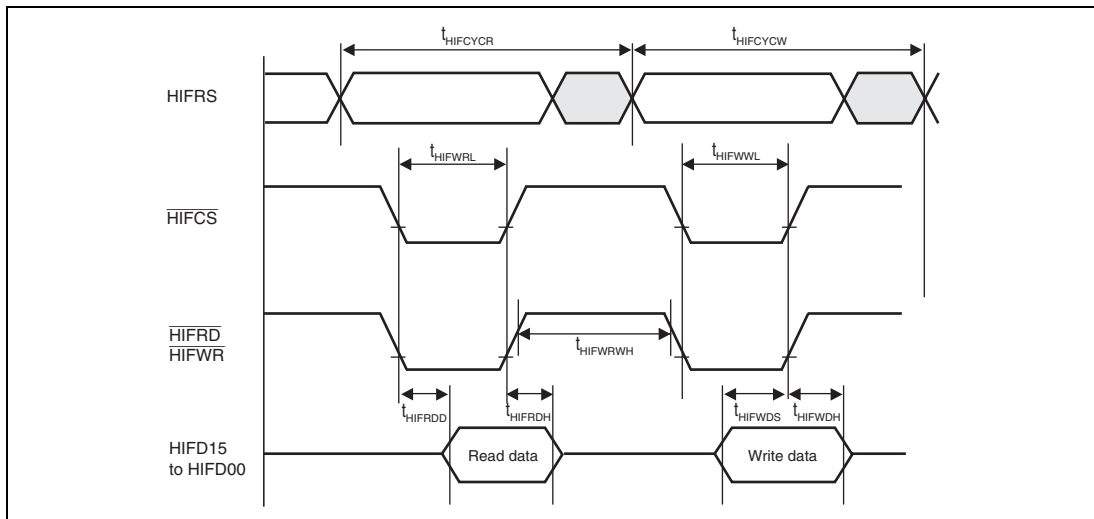 tHIFCYCR tHIFCYCW
HIFRS
tHIFWRL tHIFWWL
HIFCS
HIFRD
HIFWR
tHIFWRWH
tHIFRDD tHIFRDH tHIFWDS tHIFWDH
HIFD15
to HIFD00
Read data Write data